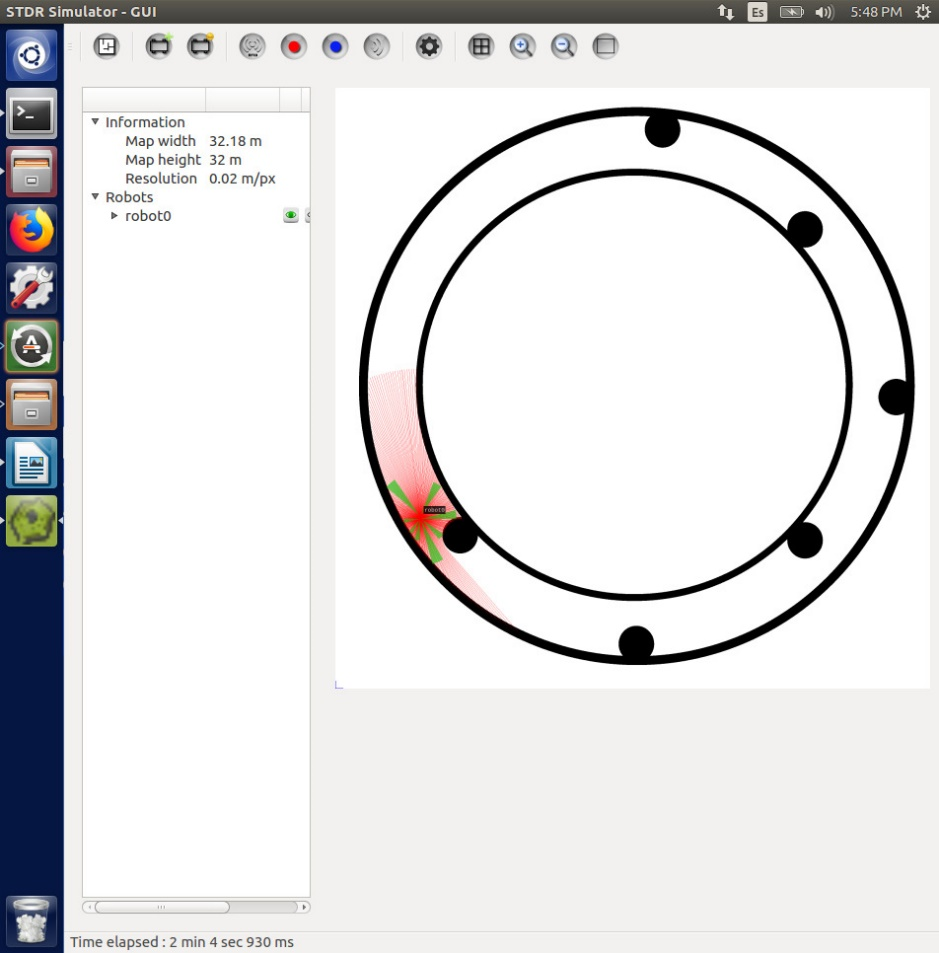 STDR Simulator - GUI
Es
5:48 PM
Information
Map width 32.18 m
Map height 32 m
Resolution 0.02 m/px
Robots
robot0
robot0
Time elapsed : 2 min 4 sec 930 ms